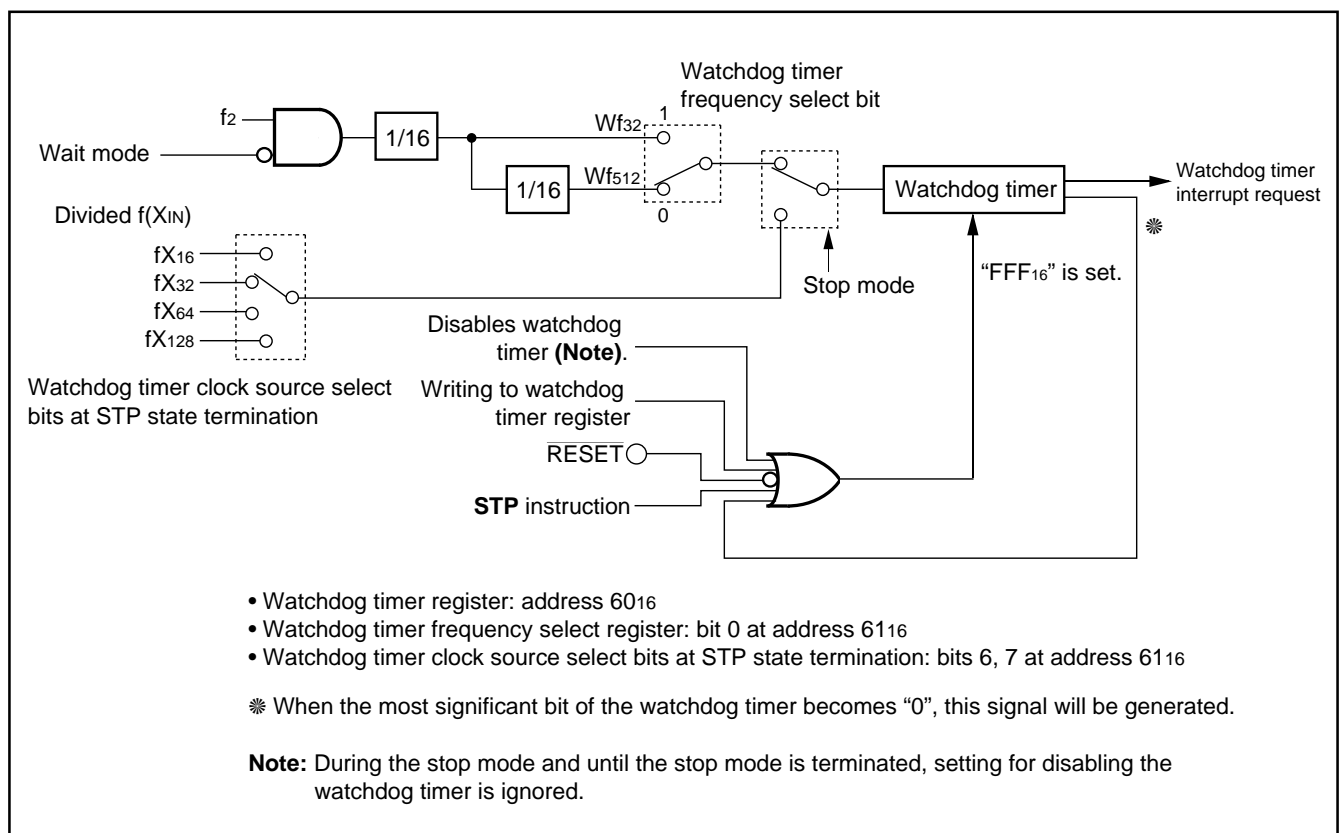 Watchdog timer
frequency select bit
f2
1
Wf32
1/16
Wait mode
1/16
Wf512
0
Watchdog timer
Watchdog timer
interrupt request
❋
Divided f(XIN)
fX16
fX32
fX64
fX128
Stop mode
“FFF16” is set.
Watchdog timer clock source select
bits at STP state termination
Disables watchdog
timer (Note).
Writing to watchdog
timer register
RESET
STP instruction
• Watchdog timer register: address 6016
• Watchdog timer frequency select register: bit 0 at address 6116
• Watchdog timer clock source select bits at STP state termination: bits 6, 7 at address 6116
❋ When the most significant bit of the watchdog timer becomes “0”, this signal will be generated.
Note: During the stop mode and until the stop mode is terminated, setting for disabling the
watchdog timer is ignored.